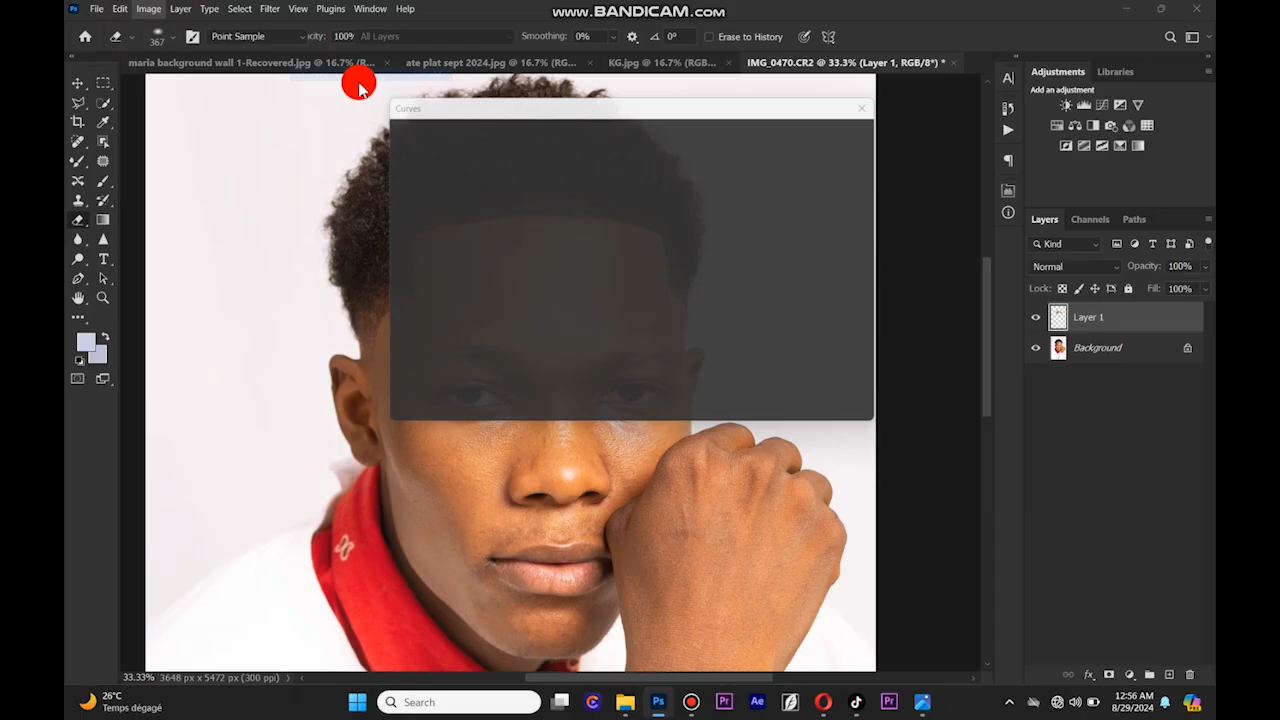 www.BANDICAM.com
Ps File Edit Image Layer Type Select Filter View Plugins Window Help
367 Point Sample 100% All Layers Smoothing: 0% 0° Erase to History
marla background wall 1-Recovered.jpg @ 16.7% (R... × ate plat sept 2024.jpg @ 16.7% (RG... × KG.jpg @ 16.7% (RGB... × IMG_0470.CR2 @ 33.3% (Layer 1, RGB/8*) * ×
Curves
Adjustments Libraries
Add an adjustment
Layers Channels Paths
Kind
Normal Opacity: 100%
Lock: Fill: 100%
Layer 1
Background
33.33% 3648 px x 5472 px (300 ppi)
26°C
Temps dégagé
Search
12:56 AM
8/29/2024